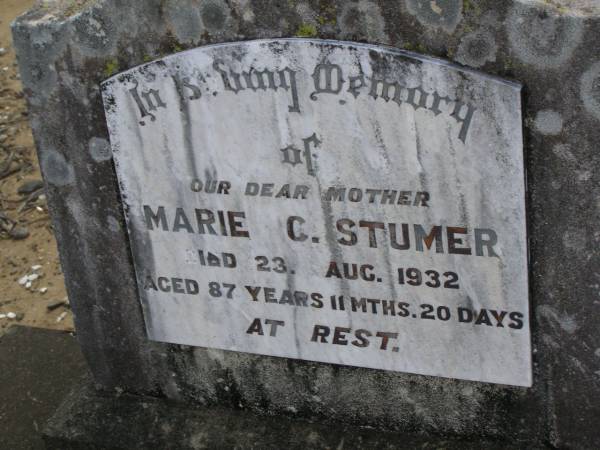 In Loving Memory
of
OUR DEAR MOTHER
MARIE C. STUMER
DIED 23. AUG. 1932
AGED 87 YEARS 11 MTHS. 20 DAYS
AT REST.